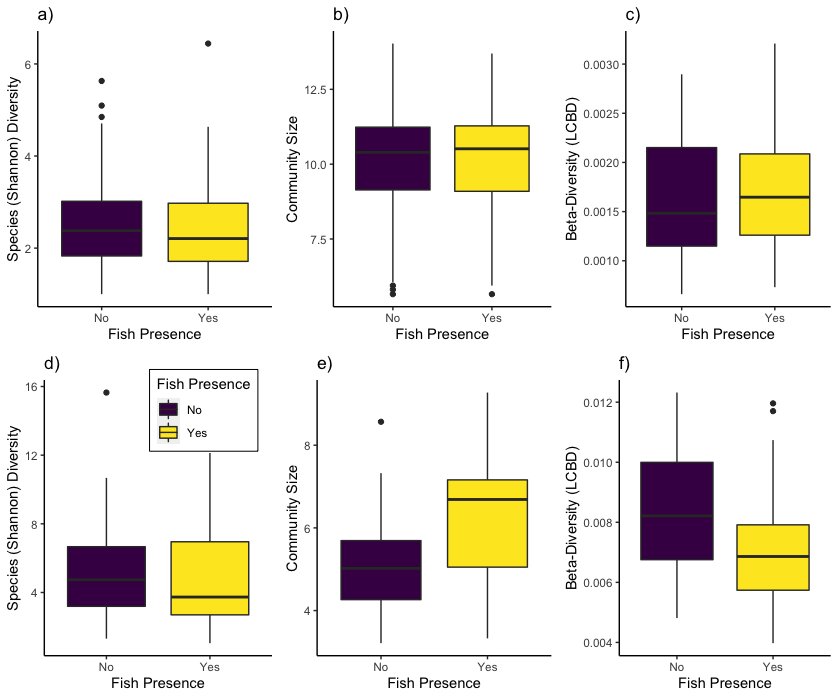 a)
Species (Shannon) Diversity
6
4
2
No
Yes
Fish Presence
b)
Community Size
12.5
10.0
7.5
No
Yes
Fish Presence
c)
Beta-Diversity (LCBD)
0.0030
0.0025
0.0020
0.0015
0.0010
No
Yes
Fish Presence
d)
Species (Shannon) Diversity
16
12
8
4
Fish Presence
No
Yes
No
Yes
Fish Presence
e)
Community Size
8
6
4
No
Yes
Fish Presence
f)
Beta-Diversity (LCBD)
0.012
0.010
0.008
0.006
0.004
No
Yes
Fish Presence